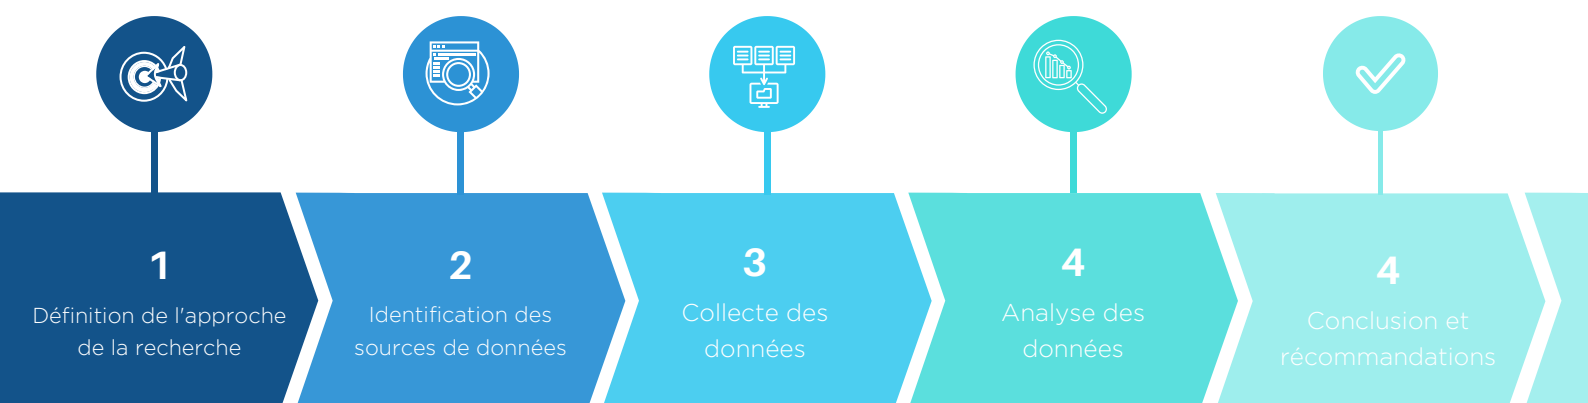 1
Définition de l'approche
de la recherche
2
Identification des
sources de données
3
Collecte des
données
4
Analyse des
données
4
Conclusion et
récommandations